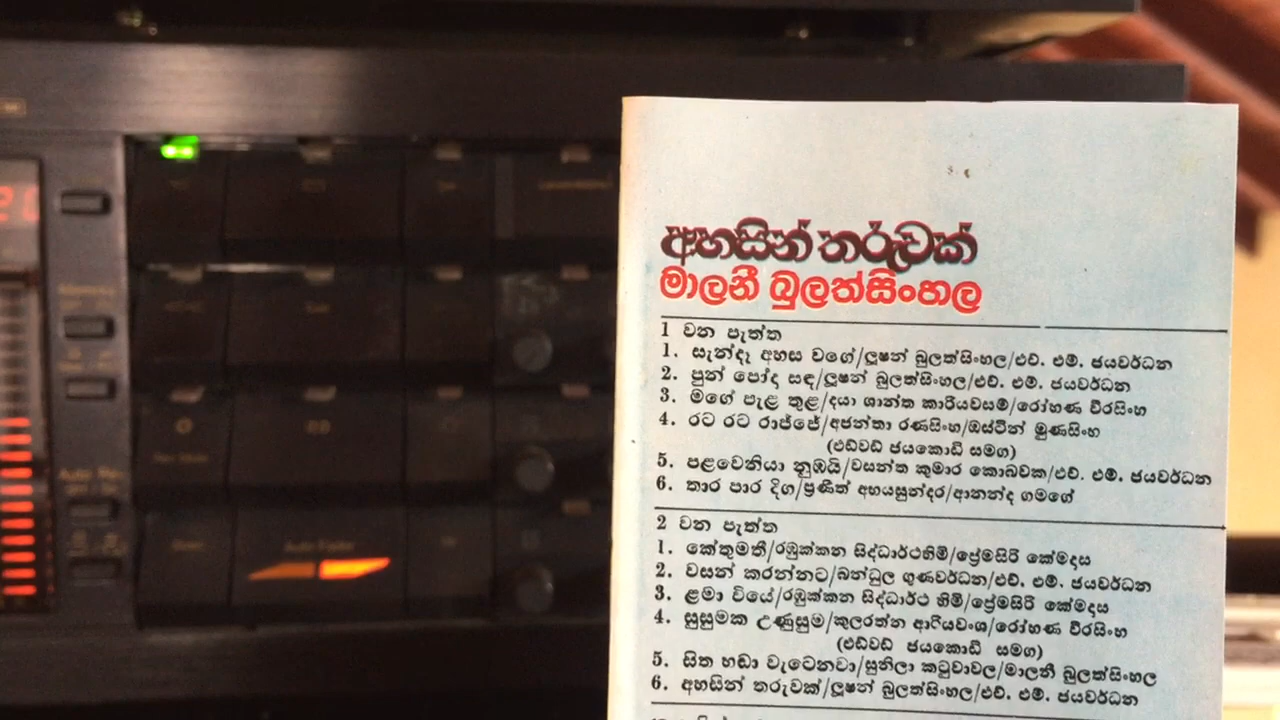 අහසින් තරුවක්
මාලනී බුලත්සිංහල
1 වන පැත්ත
1. සැන්දෑ අහස වගේ/ලූෂන් බුලත්සිංහල/එච්. එම්. ජයවර්ධන
2. පුන් පෝද සඳ/ලූෂන් බුලත්සිංහල/එච්. එම්. ජයවර්ධන
3. මගේ පැළ තුළ/දයා ශාන්ත කාරියවසම්/රෝහණ වීරසිංහ
4. රට රට රාජ්ජේ/අජන්තා රණසිංහ/ඔස්ටින් මුණසිංහ
(එඩ්වඩ් ජයකොඩි සමග)
5. පළවෙනියා නුඹයි/වසන්ත කුමාර කොබවක/එච්. එම්. ජයවර්ධන
6. තාර පාර දිග/ප්‍රණීත් අභයසුන්දර/ආනන්ද ගමගේ
2 වන පැත්ත
1. කේතුමතී/රඹුක්කන සිද්ධාර්ථහිමි/ප්‍රේමසිරි කේමදාස
2. වසන් කරන්නට/බන්ධුල ගුණවර්ධන/එච්. එම්. ජයවර්ධන
3. ළමා වියේ/රඹුක්කන සිද්ධාර්ථ හිමි/ප්‍රේමසිරි කේමදාස
4. සුසුමක උණුසුම/කුලරත්න ආරියවංශ/රෝහණ වීරසිංහ
(එඩ්වඩ් ජයකොඩි සමග)
5. සිත හඬා වැටෙනවා/සුනිලා කටුවාවල/මාලනී බුලත්සිංහල
6. අහසින් තරුවක්/ලූෂන් බුලත්සිංහල/එච්. එම්. ජයවර්ධන